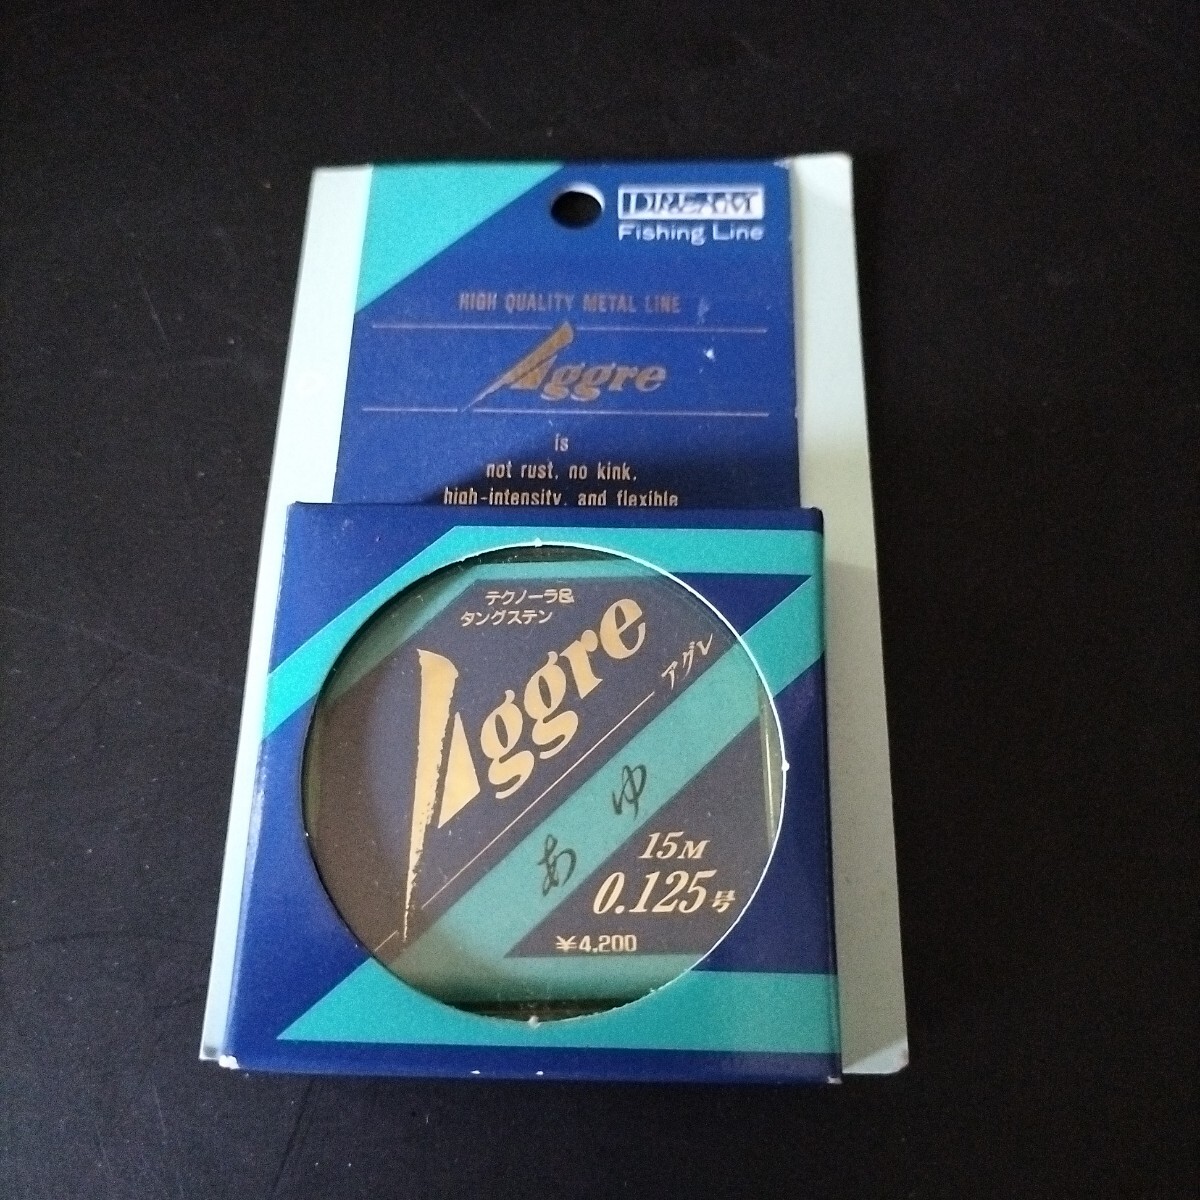 DREAM
Fishing Line
HIGH QUALITY METAL LINE
Aggre
is
not rust, no kink,
high-intensity, and flexible
テクノーラ&
タングステン
Aggre
アグレ
あゆ
15M
0.125号
¥4,200